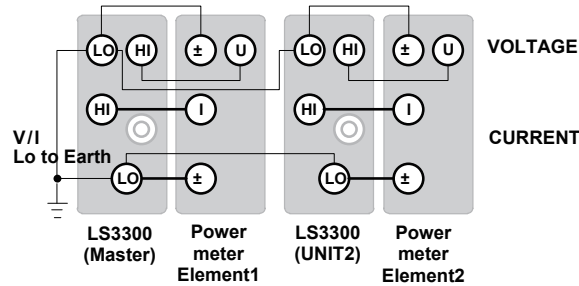 LO HI ± U LO HI ± U VOLTAGE
HI I HI I
V/I
Lo to Earth
CURRENT
LO ± LO ±
LS3300
(Master)
Power
meter
Element1
LS3300
(UNIT2)
Power
meter
Element2